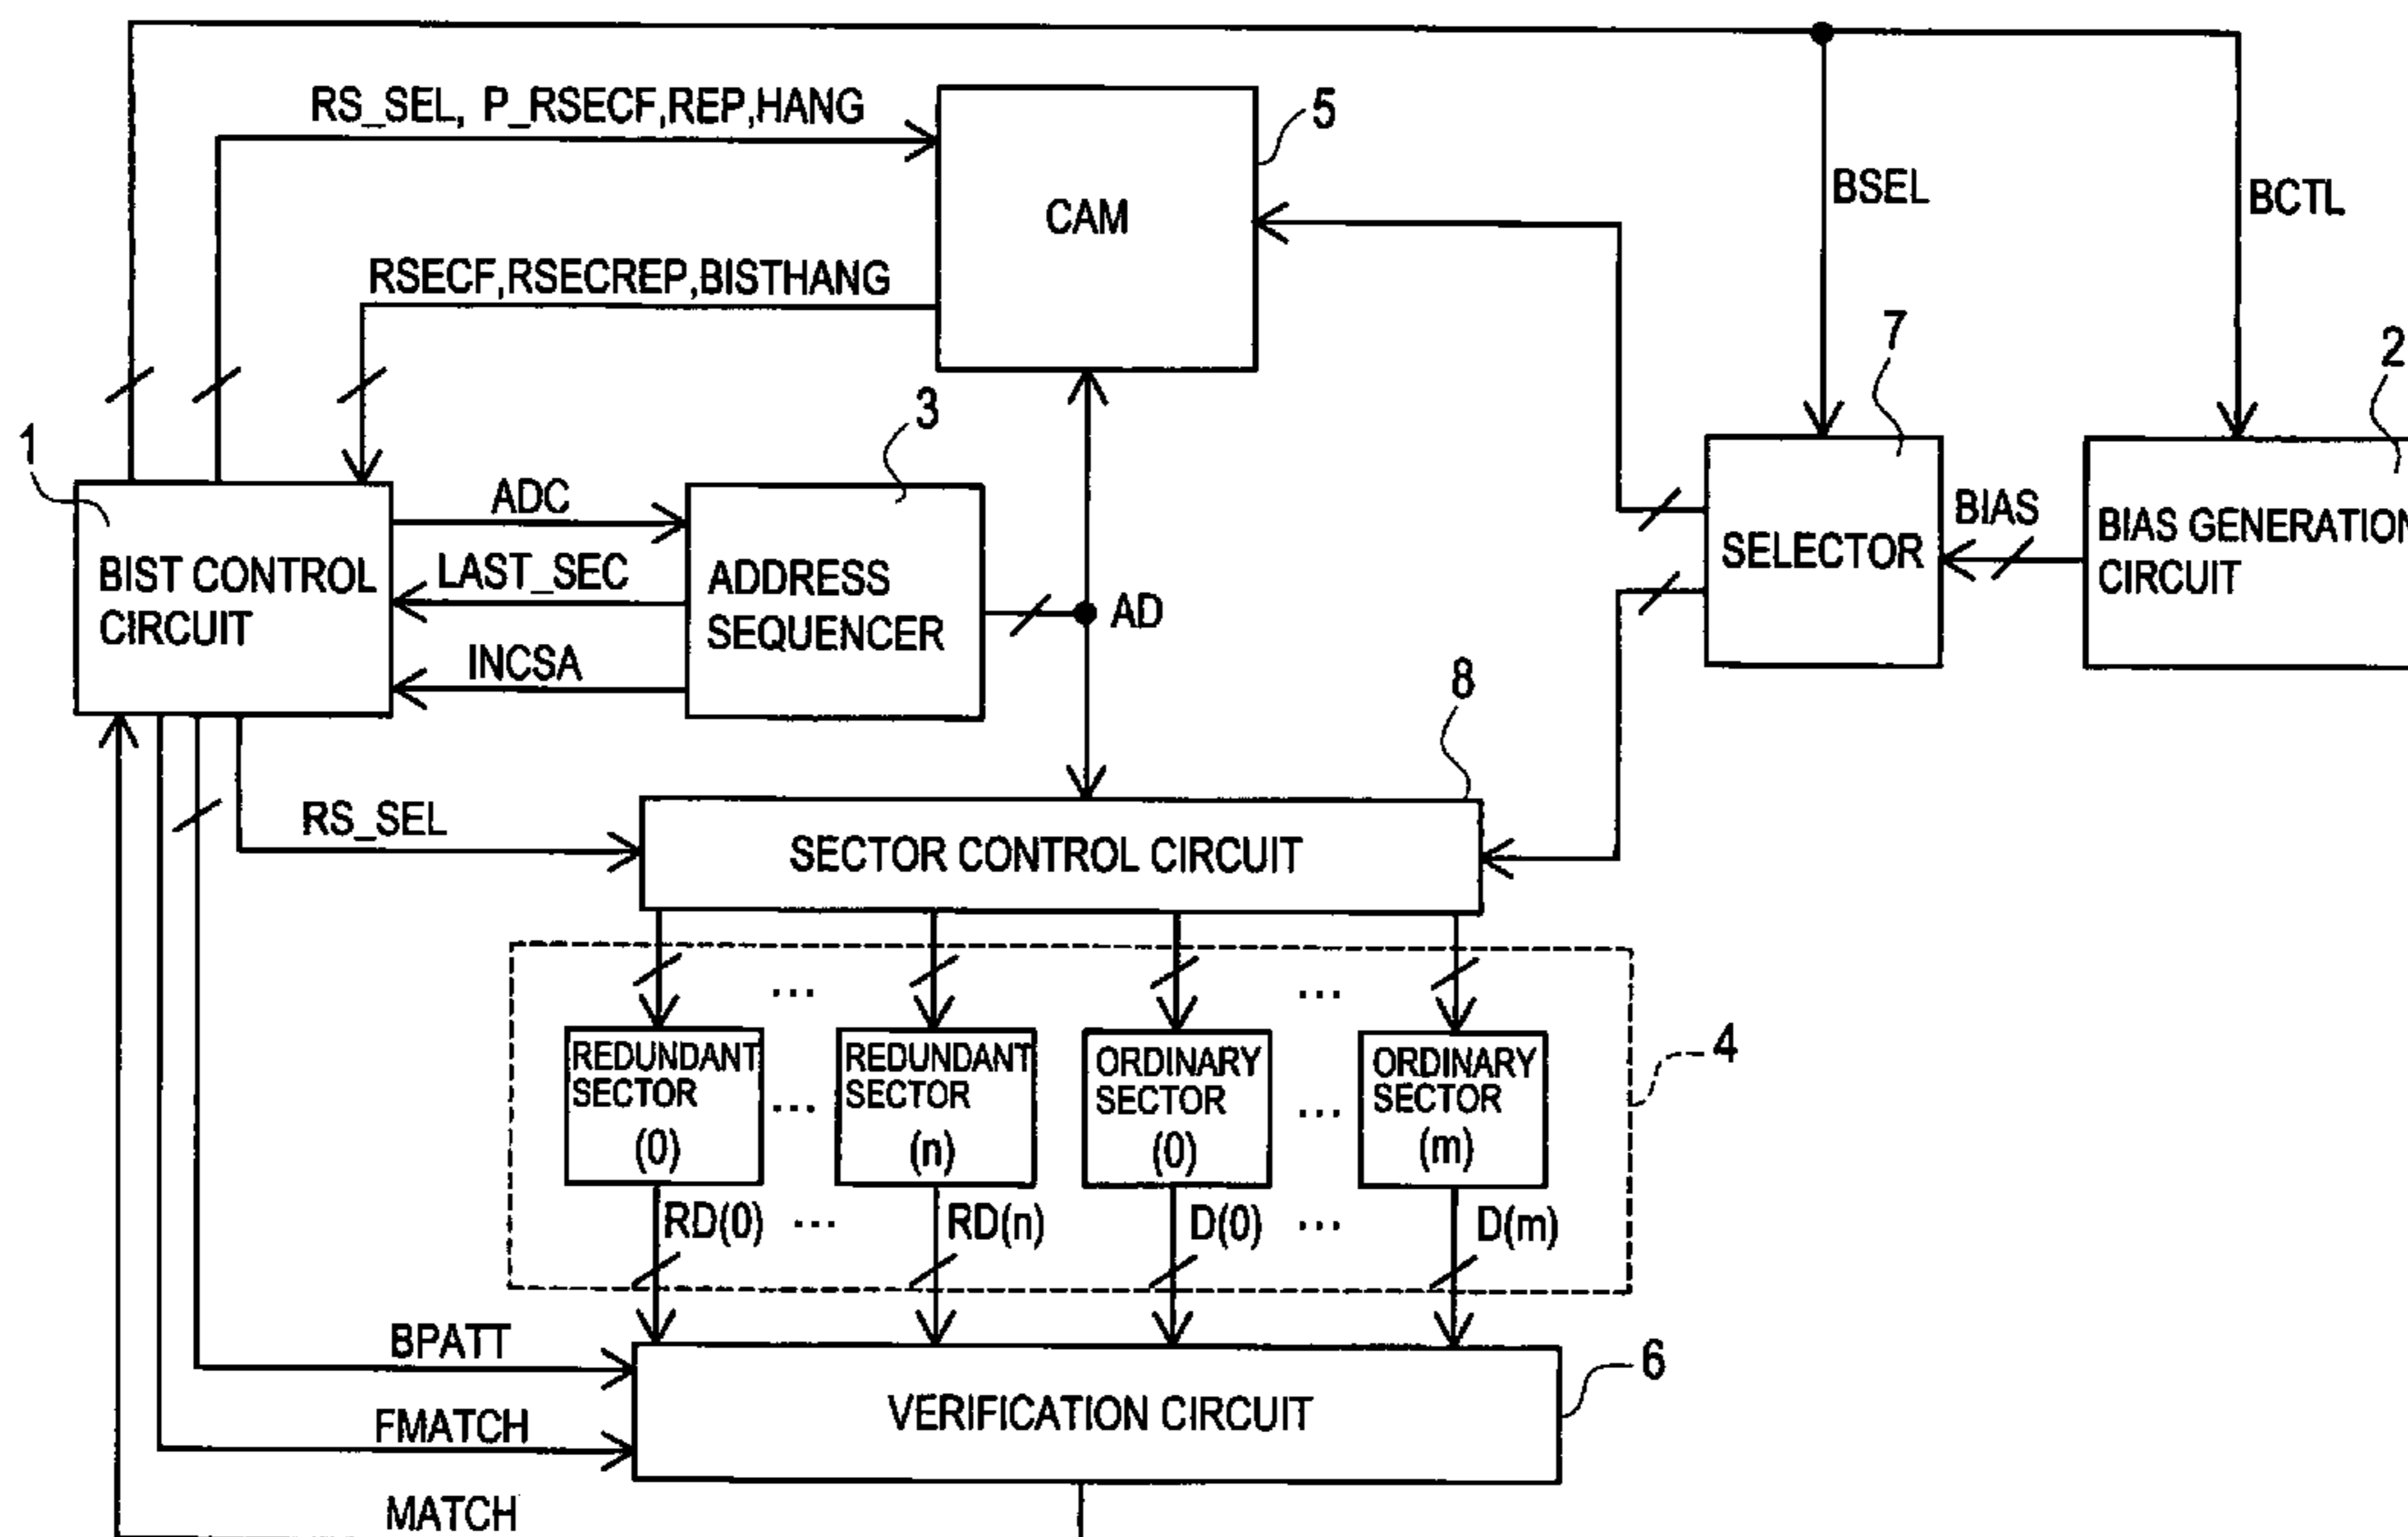 RS_SEL, P_RSECF,REP,HANG
5
CAM
BSEL
BCTL
RSECF,RSECREP,BISTHANG
7
2
3
1
ADC
BIST CONTROL
CIRCUIT
LAST_SEC
INCSA
ADDRESS
SEQUENCER
AD
SELECTOR
BIAS
BIAS GENERATION
CIRCUIT
8
RS_SEL
SECTOR CONTROL CIRCUIT
... ...
REDUNDANT
SECTOR
(0)
...
REDUNDANT
SECTOR
(n)
ORDINARY
SECTOR
(0)
...
ORDINARY
SECTOR
(m)
4
RD(0) ... RD(n) D(0) ... D(m)
BPATT
FMATCH
VERIFICATION CIRCUIT
6
MATCH